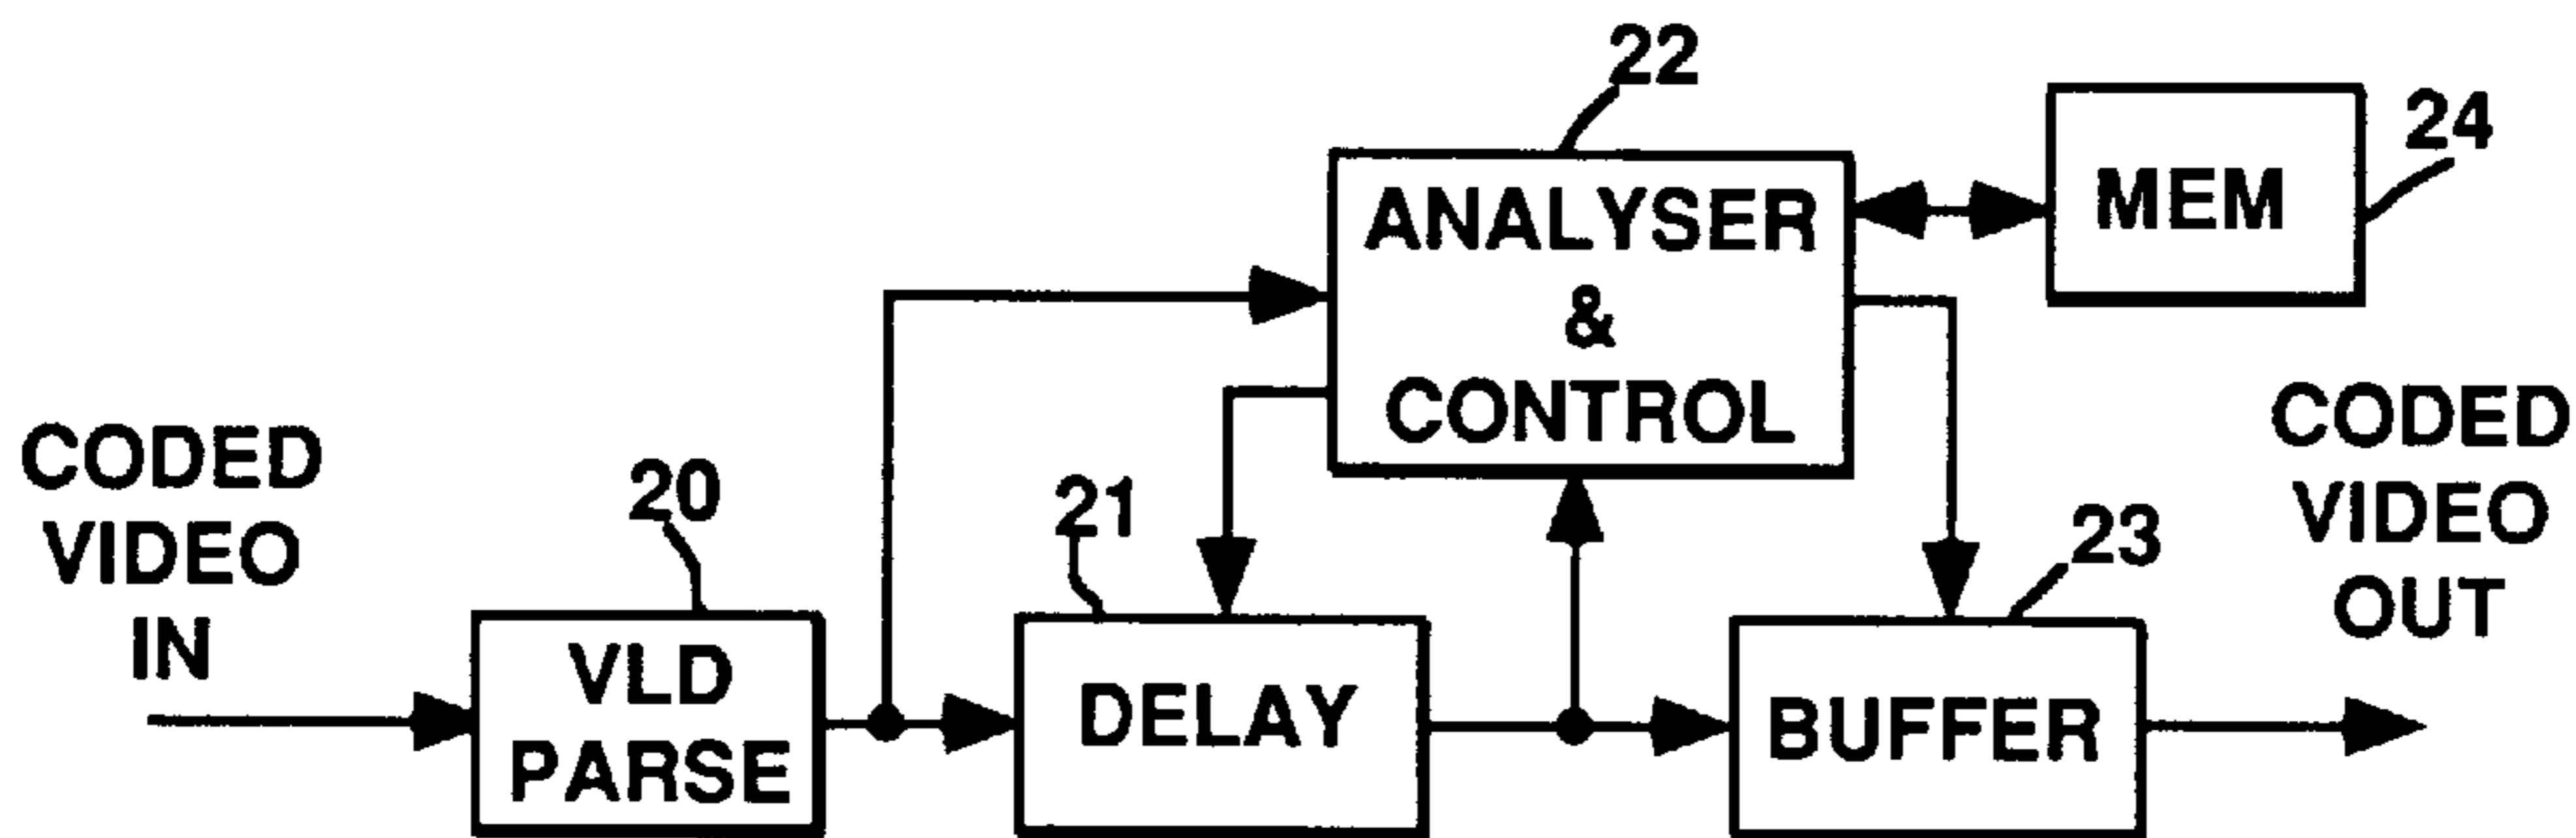 22
24
MEM
ANALYSER
&
CONTROL
CODED
VIDEO
IN
20
21
23
CODED
VIDEO
OUT
VLD
PARSE
DELAY
BUFFER